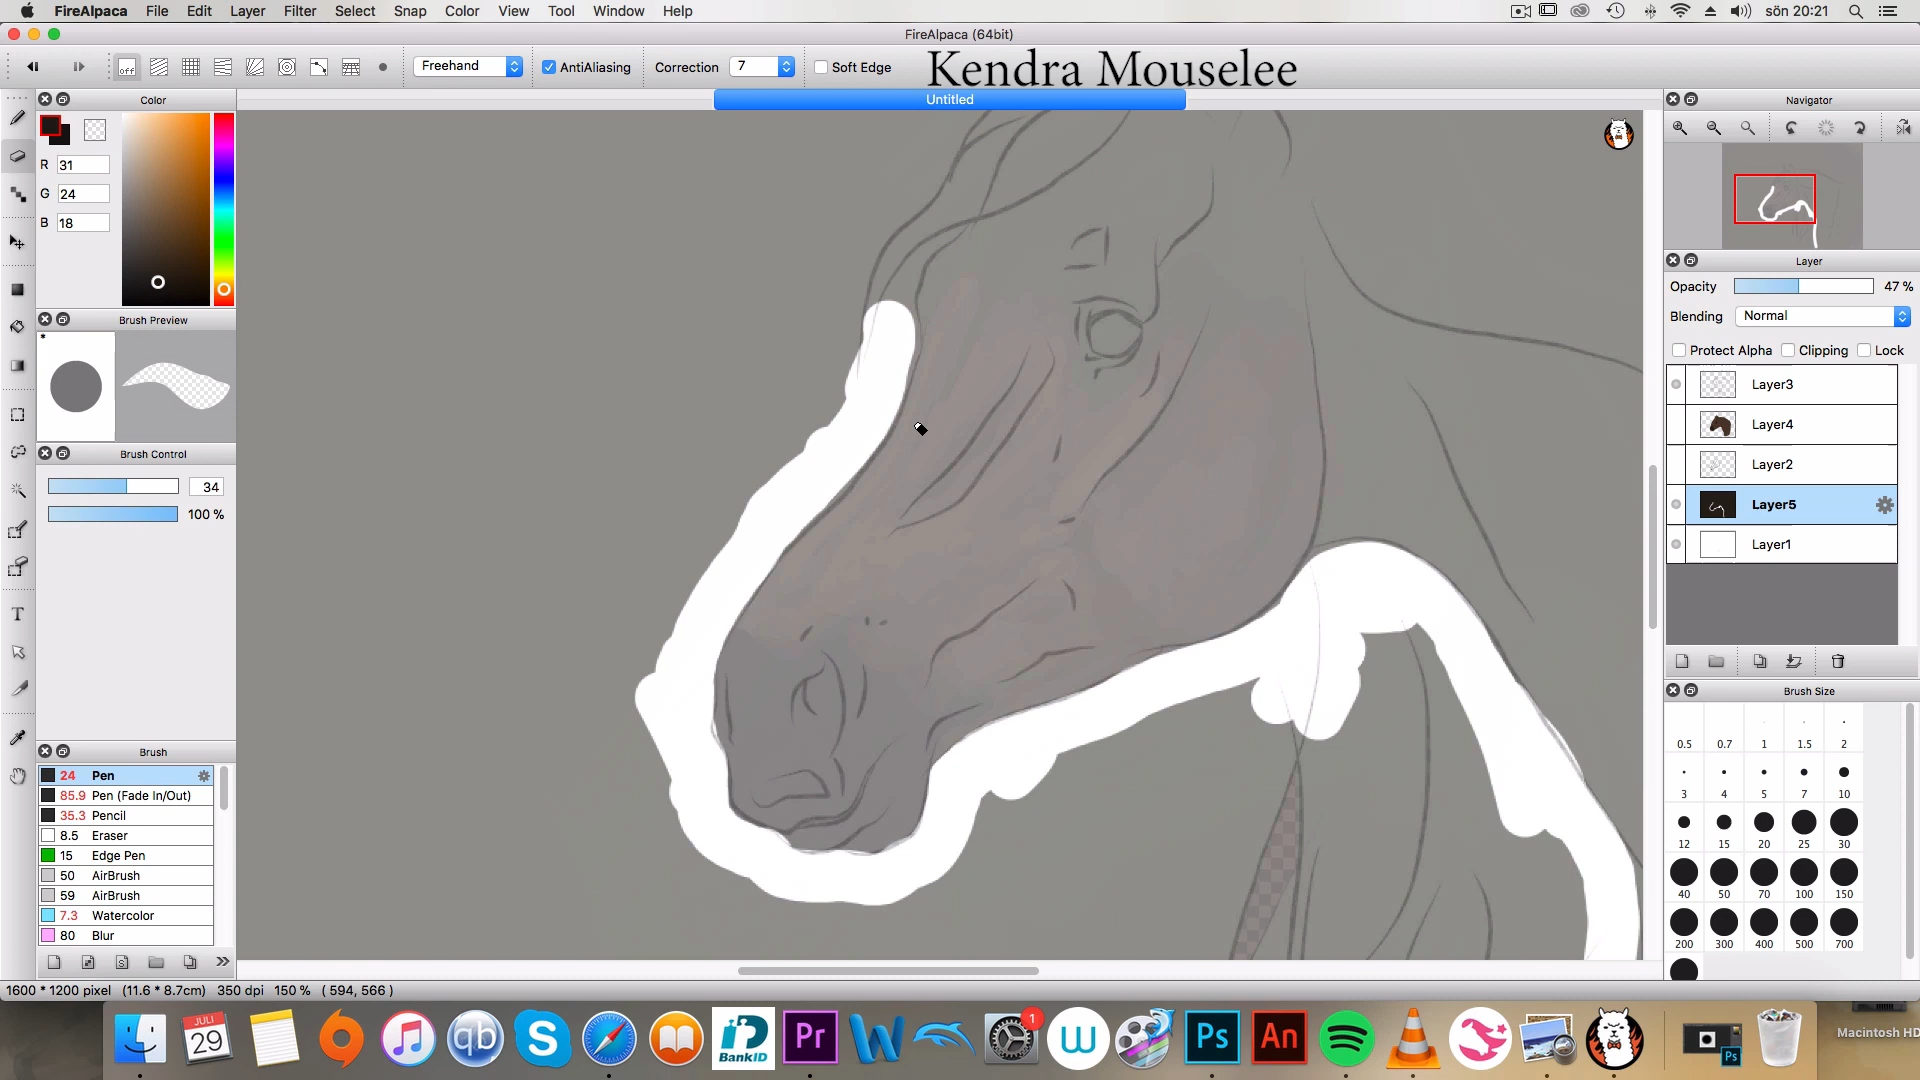 FireAlpaca File Edit Layer Filter Select Snap Color View Tool Window Help sön 20:21
FireAlpaca (64bit)
off Freehand AntiAliasing Correction 7 Soft Edge Kendra Mouselee
Untitled
Color
R 31
G 24
B 18
Brush Preview
*
Brush Control
34
100 %
Brush
24 Pen
85.9 Pen (Fade In/Out)
35.3 Pencil
8.5 Eraser
15 Edge Pen
50 AirBrush
59 AirBrush
7.3 Watercolor
80 Blur
T
Navigator
Layer
Opacity 47 %
Blending Normal
Protect Alpha Clipping Lock
Layer3
Layer4
Layer2
Layer5
Layer1
Brush Size
0.5 0.7 1 1.5 2
3 4 5 7 10
12 15 20 25 30
40 50 70 100 150
200 300 400 500 700
1600 * 1200 pixel (11.6 * 8.7cm) 350 dpi 150 % ( 594, 566 )
JULI
29
qb
S
BankID
Pr
W
1
W
Ps
An
Ps
Macintosh HD